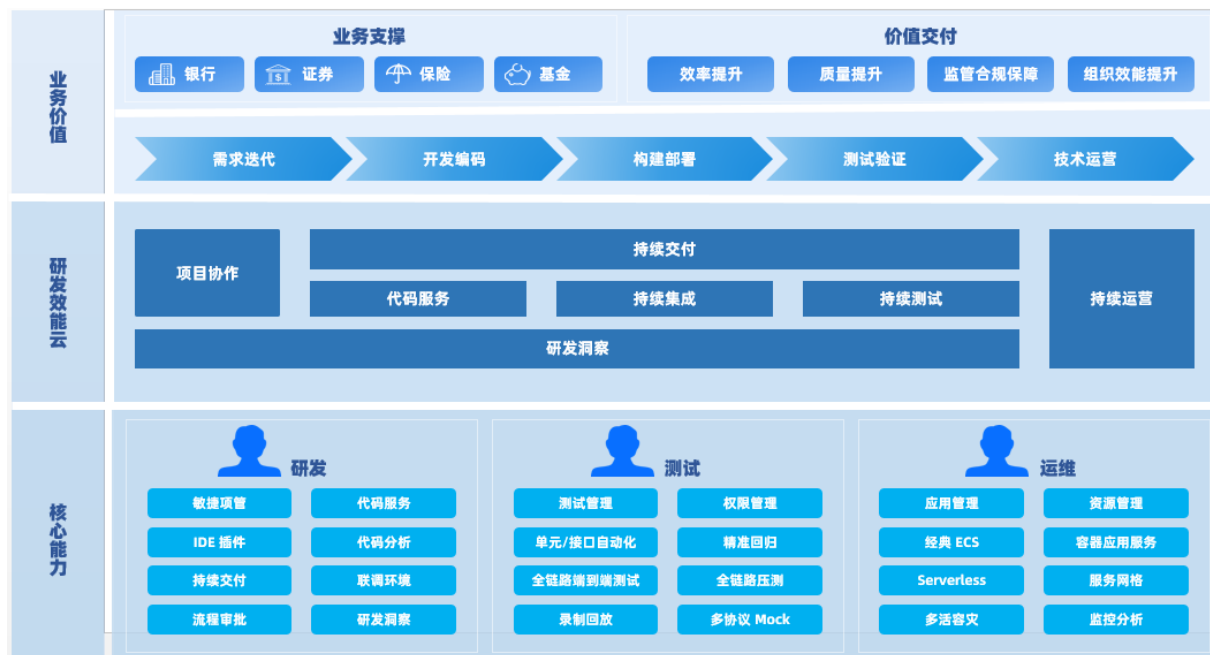 业务价值
业务支撑
价值交付
银行
证券
保险
基金
效率提升
质量提升
监管合规保障
组织效能提升
需求迭代
开发编码
构建部署
测试验证
技术运营
研发效能云
项目协作
持续交付
代码服务
持续集成
持续测试
持续运营
研发洞察
核心能力
研发
敏捷项管
代码服务
IDE 插件
代码分析
持续交付
联调环境
流程审批
研发洞察
测试
测试管理
权限管理
单元/接口自动化
精准回归
全链路端到端测试
全链路压测
录制回放
多协议 Mock
运维
应用管理
资源管理
经典 ECS
容器应用服务
Serverless
服务网格
多活容灾
监控分析